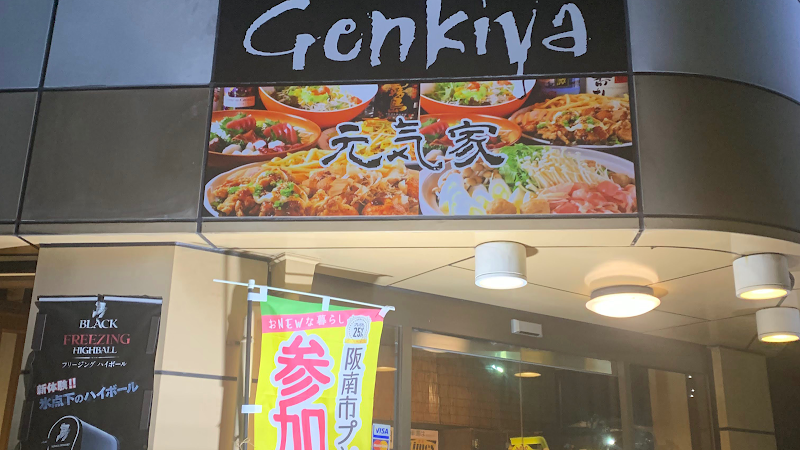 Genkiya
元気家
BLACK
FREEZING
HIGHBALL
フリージング ハイボール
新体験!!
氷点下のハイボール
おNEWな暮らし
25%
参加
阪南市プ
VISA